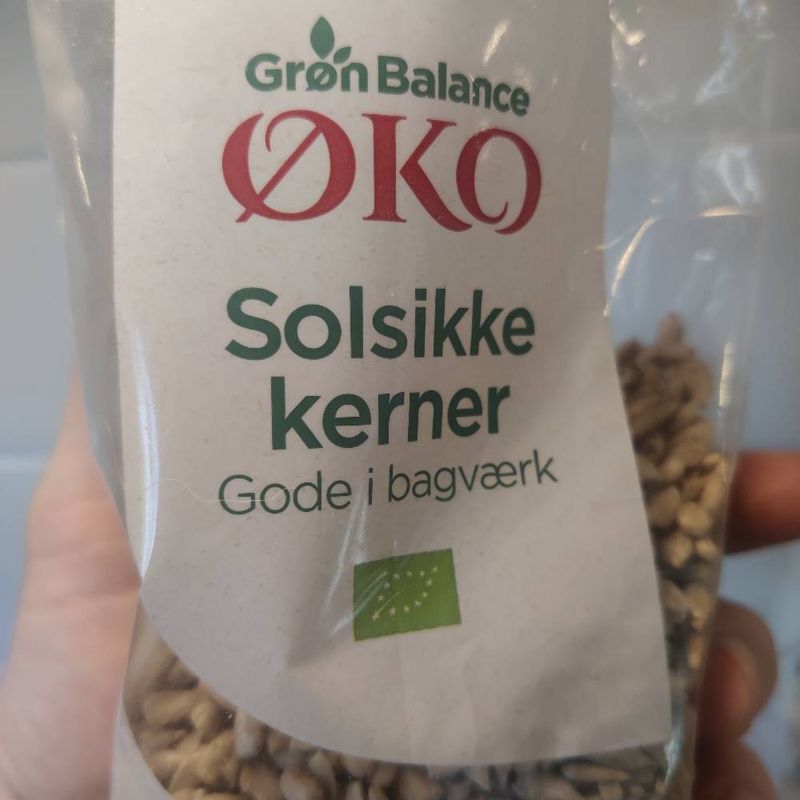 Grøn Balance
ØKO
Solsikke
kerner
Gode i bagværk